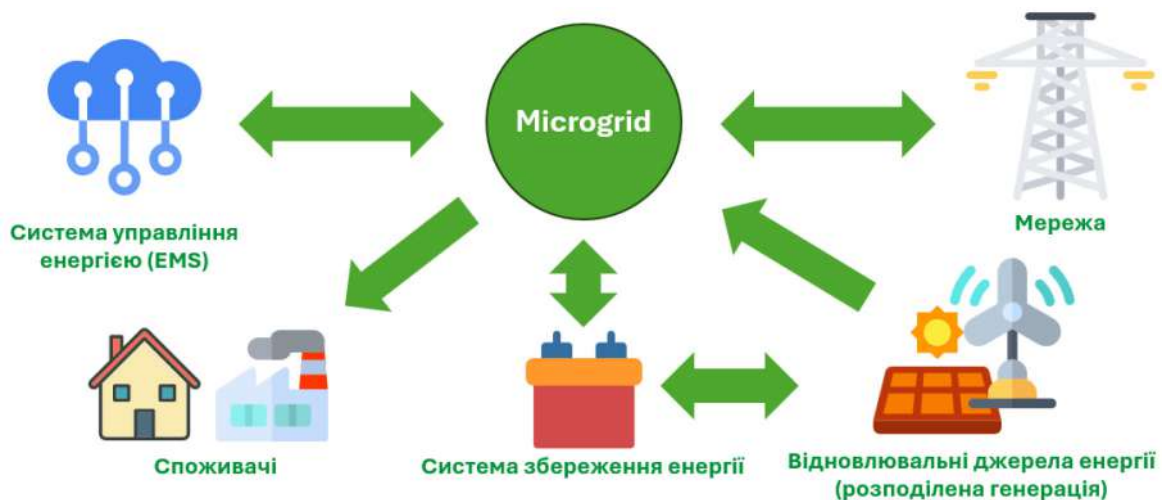 Microgrid
Система управління
енергією (EMS)
Мережа
Споживачі
Система збереження енергії
Відновлювальні джерела енергії
(розподілена генерація)